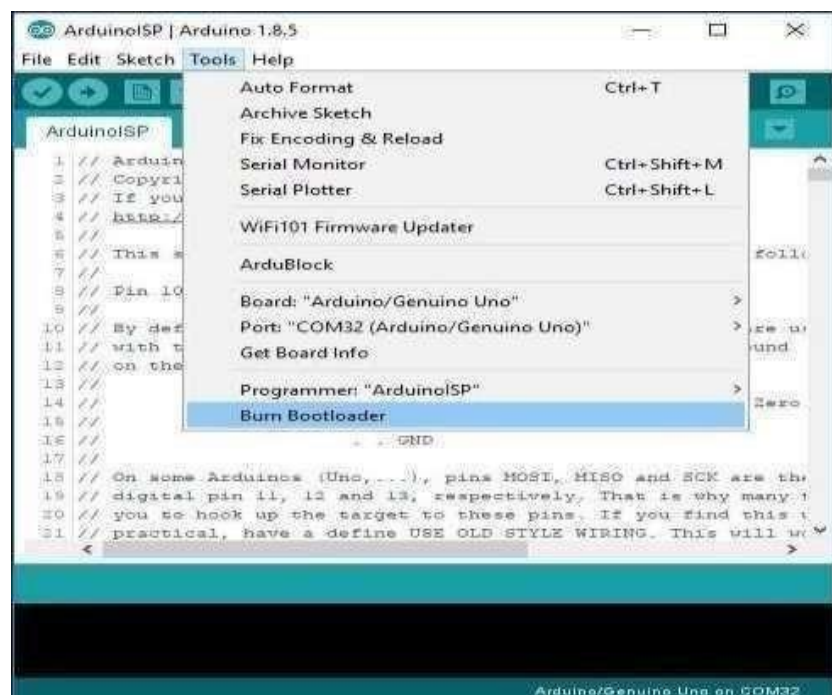 ArduinoISP | Arduino 1.8.5
File Edit Sketch Tools Help
Auto Format Ctrl+T
Archive Sketch
ArduinoISP
Fix Encoding & Reload
Serial Monitor Ctrl+Shift+M
Serial Plotter Ctrl+Shift+L
WiFi101 Firmware Updater
ArduBlock
Board: "Arduino/Genuino Uno"
Port: "COM32 (Arduino/Genuino Uno)"
Get Board Info
Programmer: "ArduinoISP"
Burn Bootloader
1 // Arduin
2 // Copyri
3 // If you
4 // http:/
5 //
6 // This s follo
7 //
8 // Pin 10
9 //
10 // By def re u
11 // with t ound
12 // on the
13 //
14 // Zero
15 //
16 // . . GND
17 //
18 // On some Arduinos (Uno,...), pins MOSI, MISO and SCK are the
19 // digital pin 11, 12 and 13, respectively. That is why many t
20 // you to hook up the target to these pins. If you find this
21 // practical, have a define USE OLD STYLE WIRING. This will w
Arduino/Genuino Uno on COM32